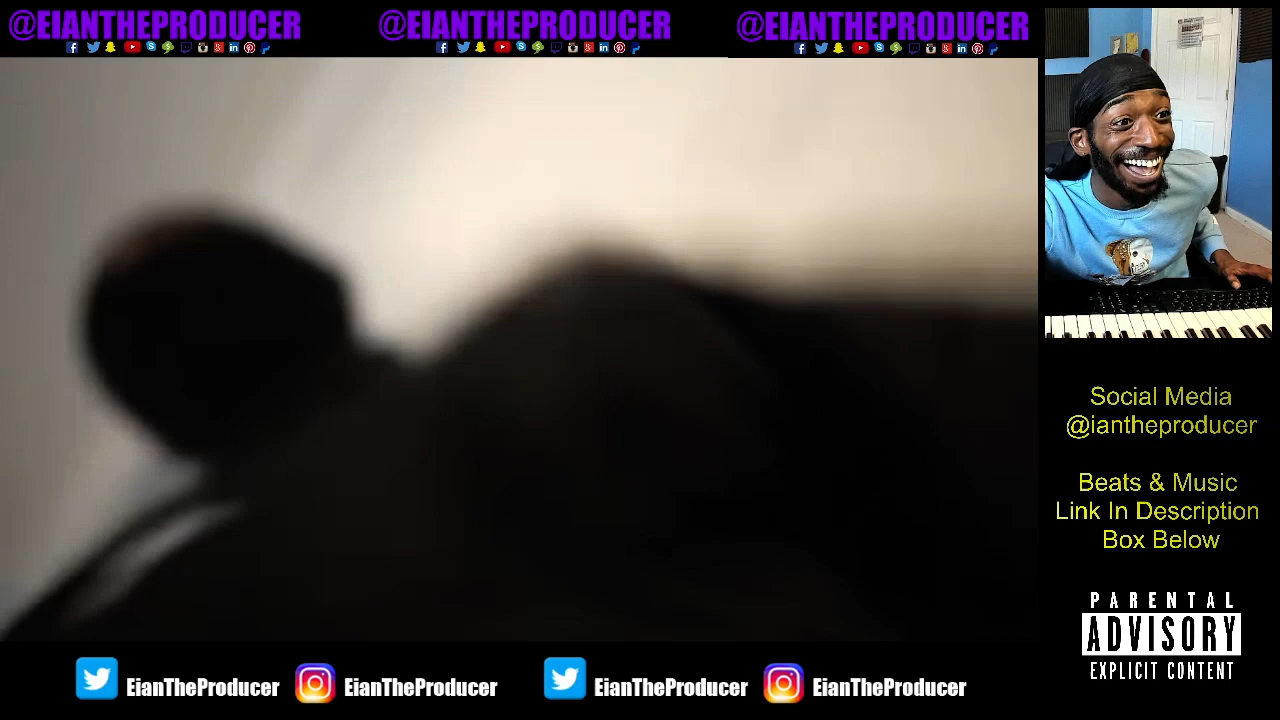 @EIANTHEPRODUCER @EIANTHEPRODUCER @EIANTHEPRODUCER
Social Media
@iantheproducer
Beats & Music
Link In Description
Box Below
PARENTAL
ADVISORY
EXPLICIT CONTENT
EianTheProducer EianTheProducer EianTheProducer EianTheProducer